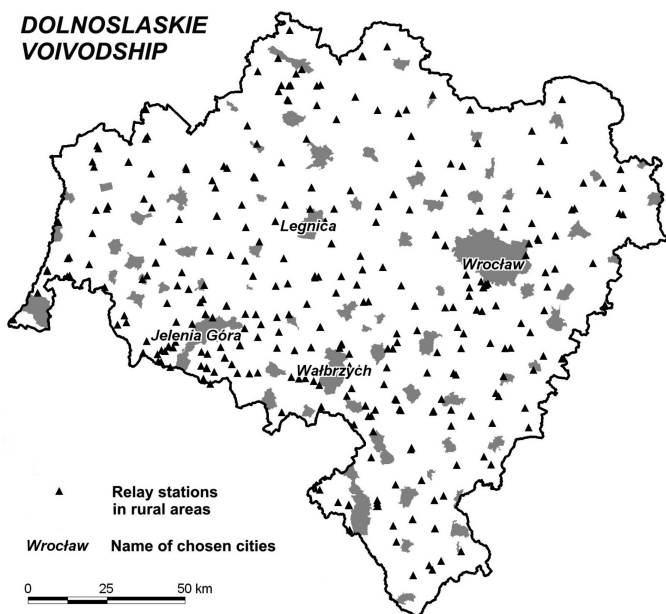 DOLNOSLASKIE
VOIVODSHIP
Legnica
Wrocław
Jelenia Góra
Wałbrzych
Relay stations
in rural areas
Wrocław Name of chosen cities
0 25 50 km